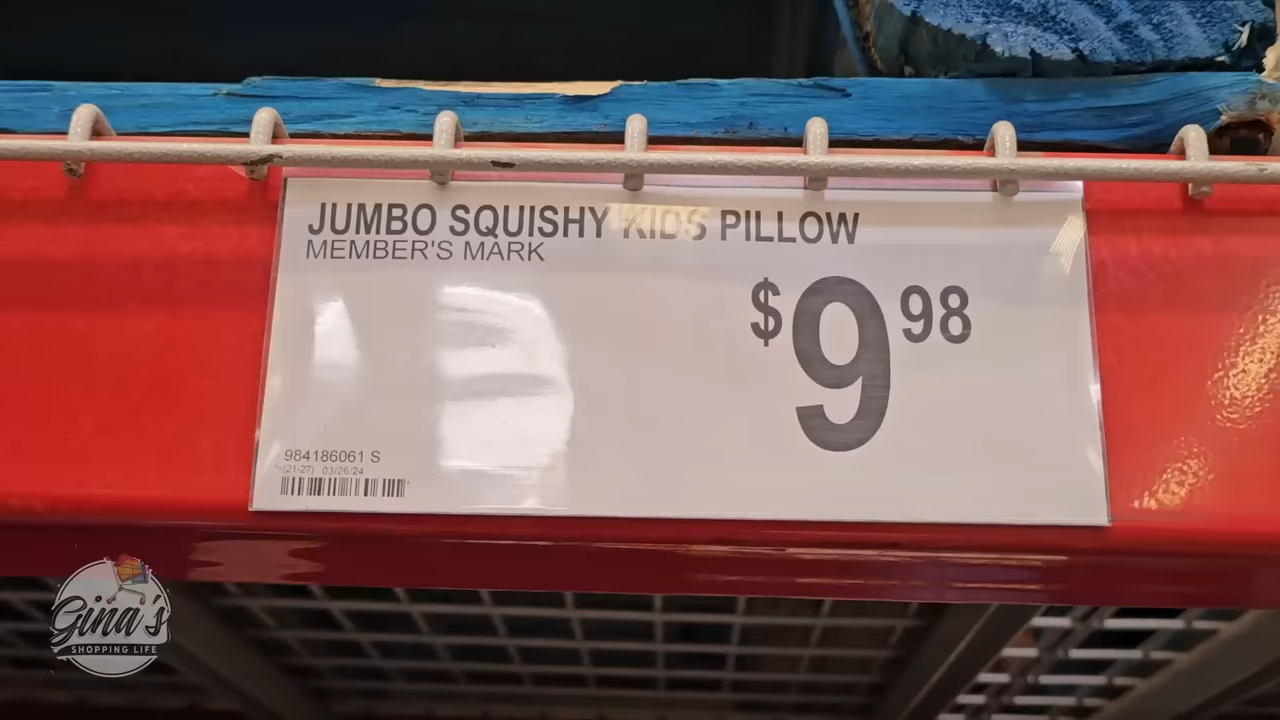 JUMBO SQUISHY KIDS PILLOW
MEMBER'S MARK
$9 98
984186061 S
(21-27) 03/26/24
Gina's
SHOPPING LIFE